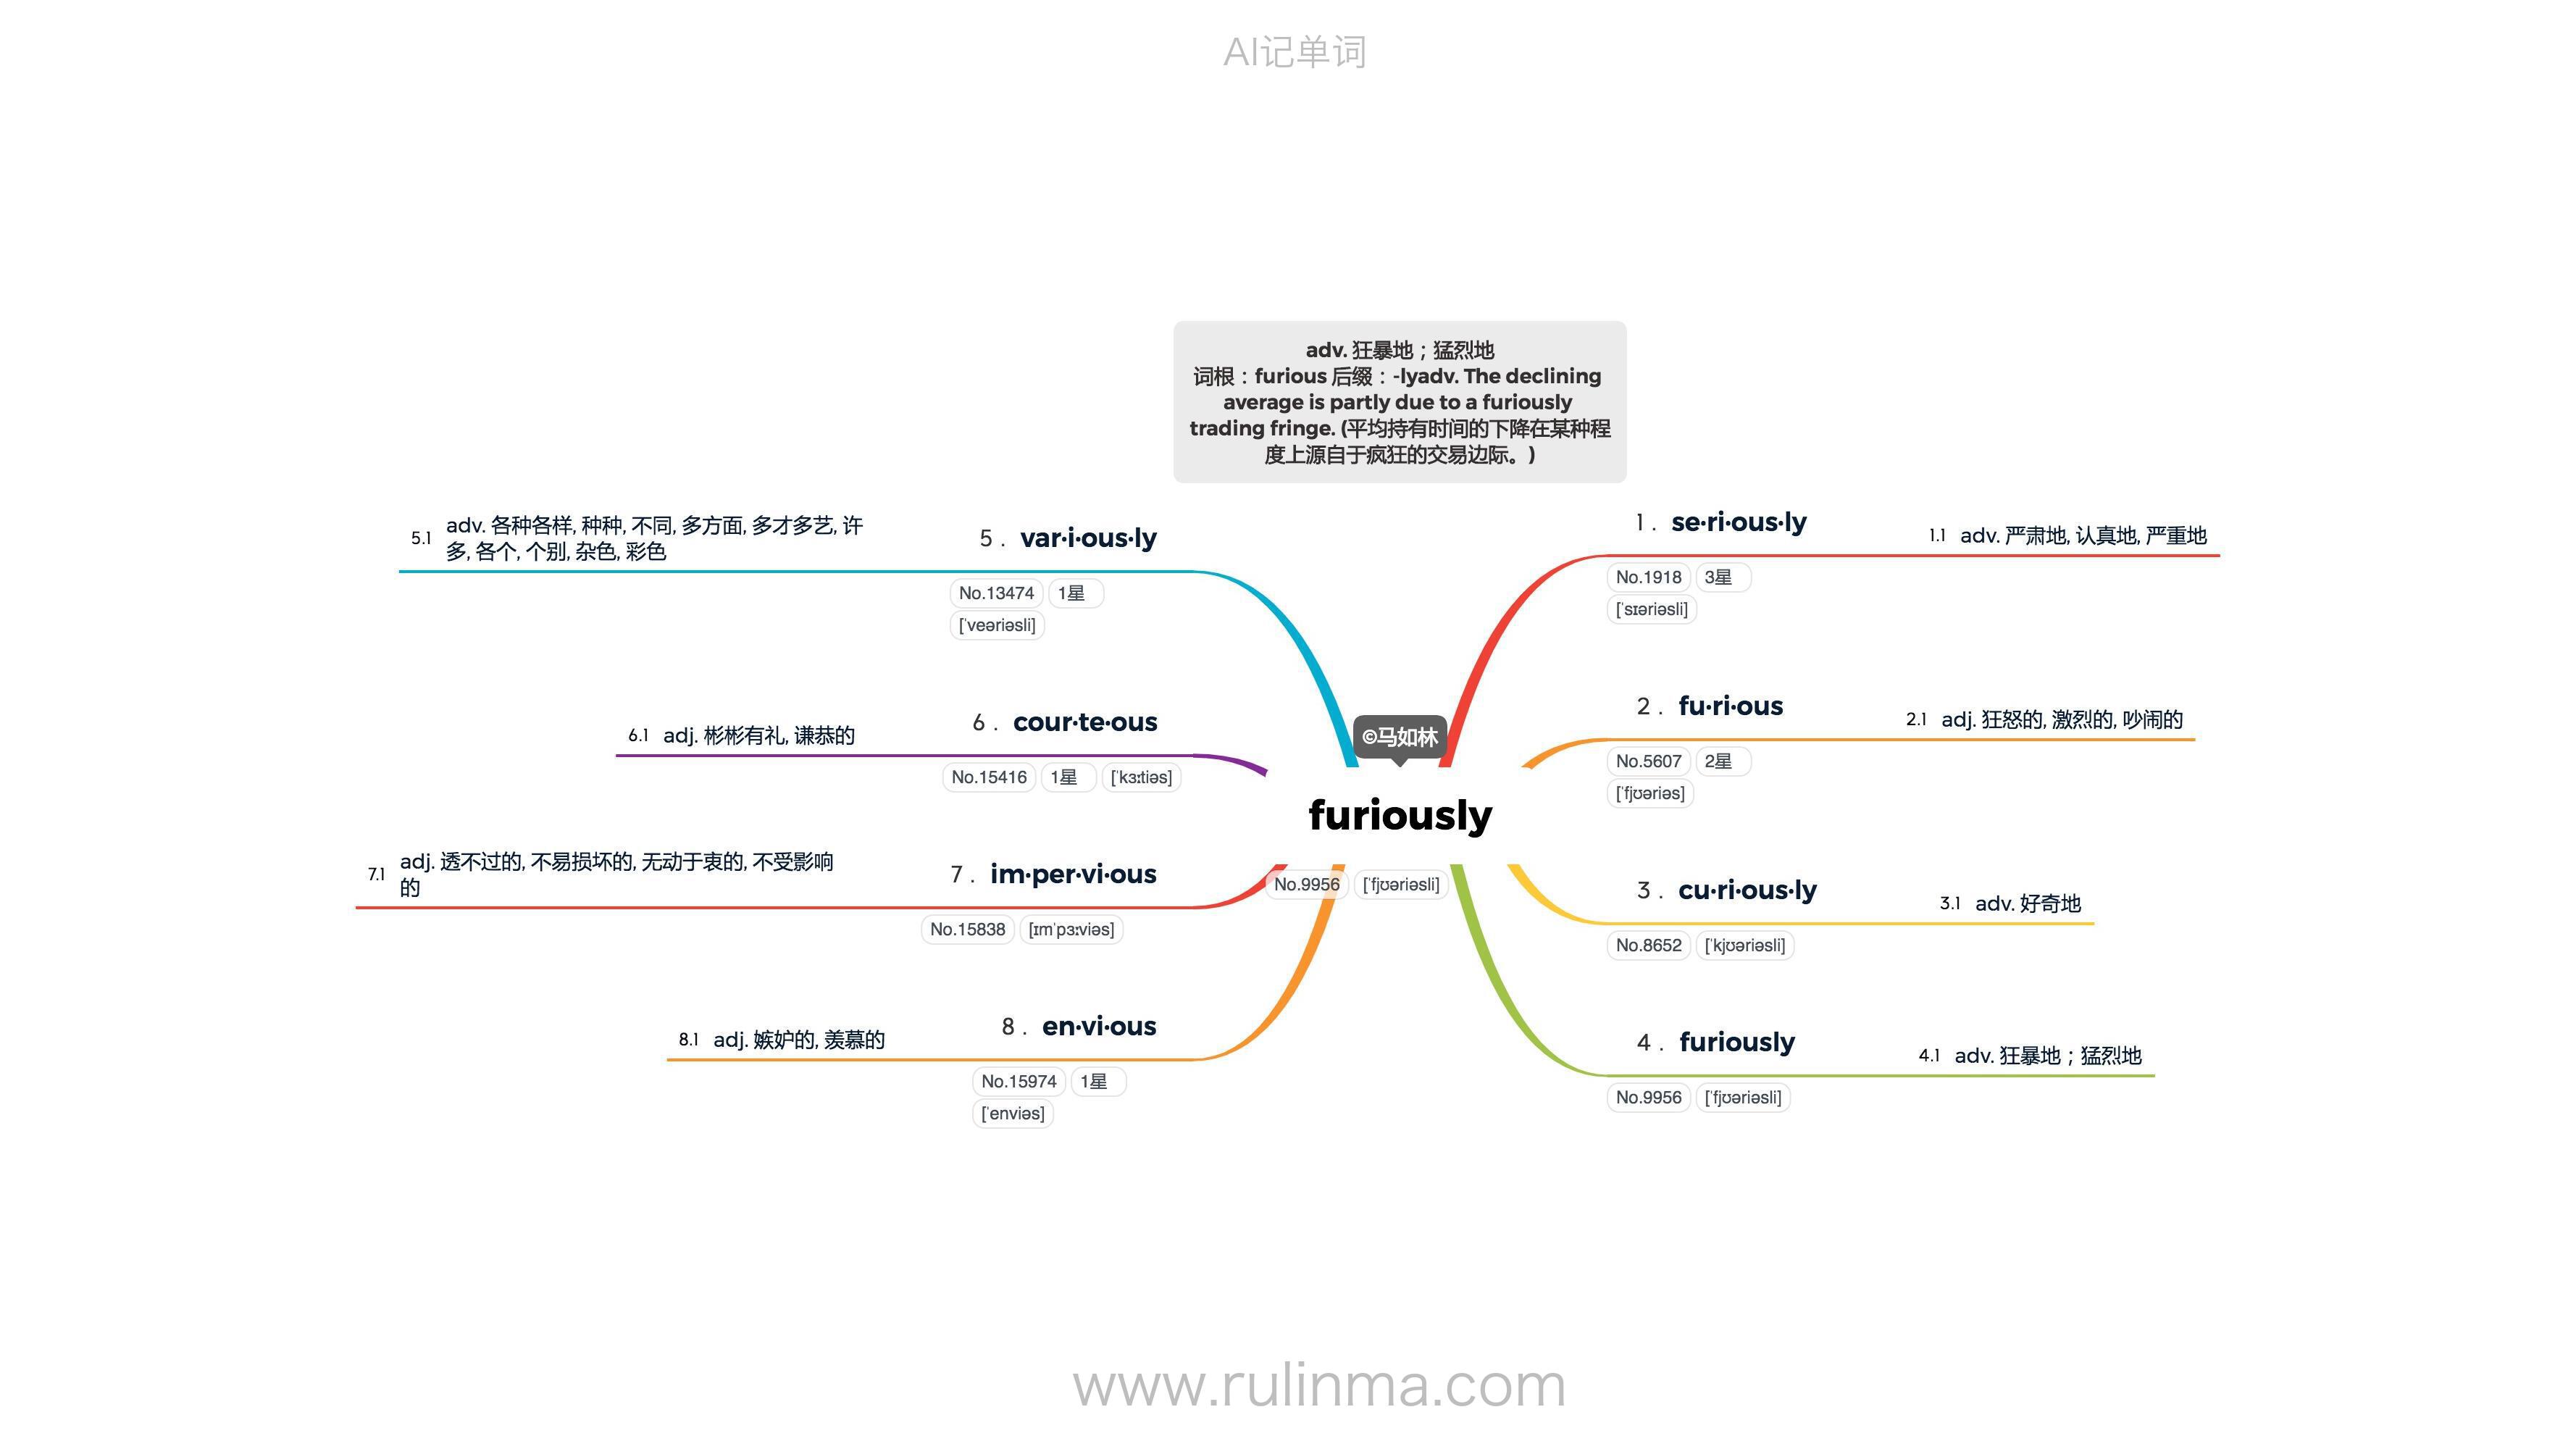 AI记单词
adv. 狂暴地；猛烈地
词根：furious 后缀：-lyadv. The declining
average is partly due to a furiously
trading fringe. (平均持有时间的下降在某种程
度上源自于疯狂的交易边际。)
©马如林
furiously
No.9956 [ˈfjʊəriəsli]
1 . se·ri·ous·ly
No.1918 3星
[ˈsɪəriəsli]
1.1 adv. 严肃地, 认真地, 严重地
2 . fu·ri·ous
No.5607 2星
[ˈfjʊəriəs]
2.1 adj. 狂怒的, 激烈的, 吵闹的
3 . cu·ri·ous·ly
No.8652 [ˈkjʊəriəsli]
3.1 adv. 好奇地
4 . furiously
No.9956 [ˈfjʊəriəsli]
4.1 adv. 狂暴地；猛烈地
5 . var·i·ous·ly
No.13474 1星
[ˈveəriəsli]
5.1 adv. 各种各样, 种种, 不同, 多方面, 多才多艺, 许
多, 各个, 个别, 杂色, 彩色
6 . cour·te·ous
No.15416 1星 [ˈkɜːtiəs]
6.1 adj. 彬彬有礼, 谦恭的
7 . im·per·vi·ous
No.15838 [ɪmˈpɜːviəs]
7.1 adj. 透不过的, 不易损坏的, 无动于衷的, 不受影响
的
8 . en·vi·ous
No.15974 1星
[ˈenviəs]
8.1 adj. 嫉妒的, 羡慕的
www.rulinma.com